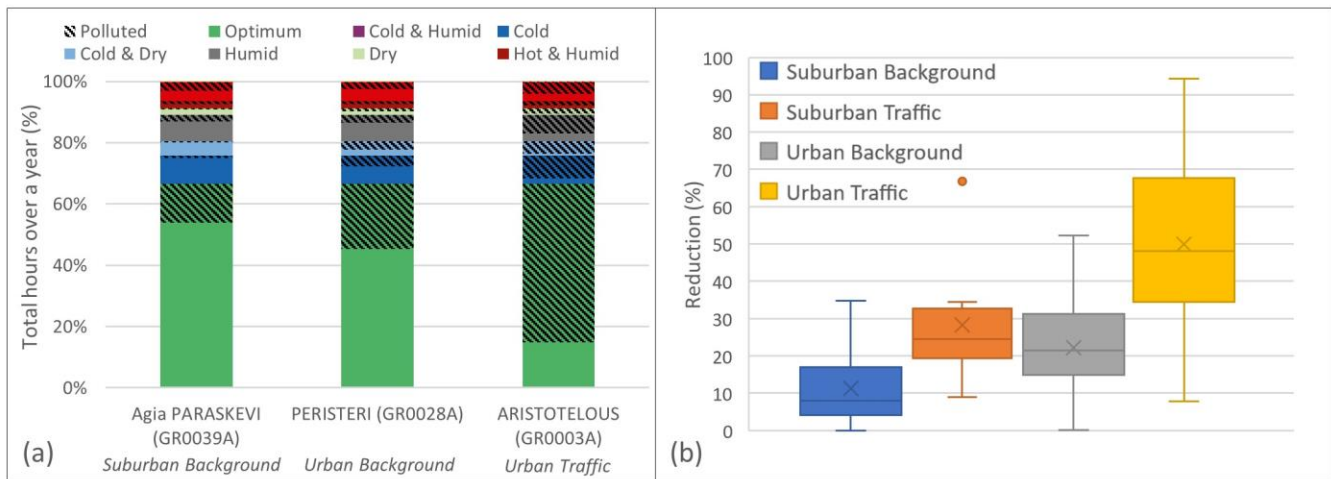 Polluted Optimum Cold & Humid Cold
Cold & Dry Humid Dry Hot & Humid
Total hours over a year (%)
100%
80%
60%
40%
20%
0%
Agia PARASKEVI PERISTERI (GR0028A) ARISTOTELOUS
(GR0039A) (GR0003A)
Suburban Background Urban Background Urban Traffic
(a)
Reduction (%)
100
90
80
70
60
50
40
30
20
10
0
Suburban Background
Suburban Traffic
Urban Background
Urban Traffic
(b)